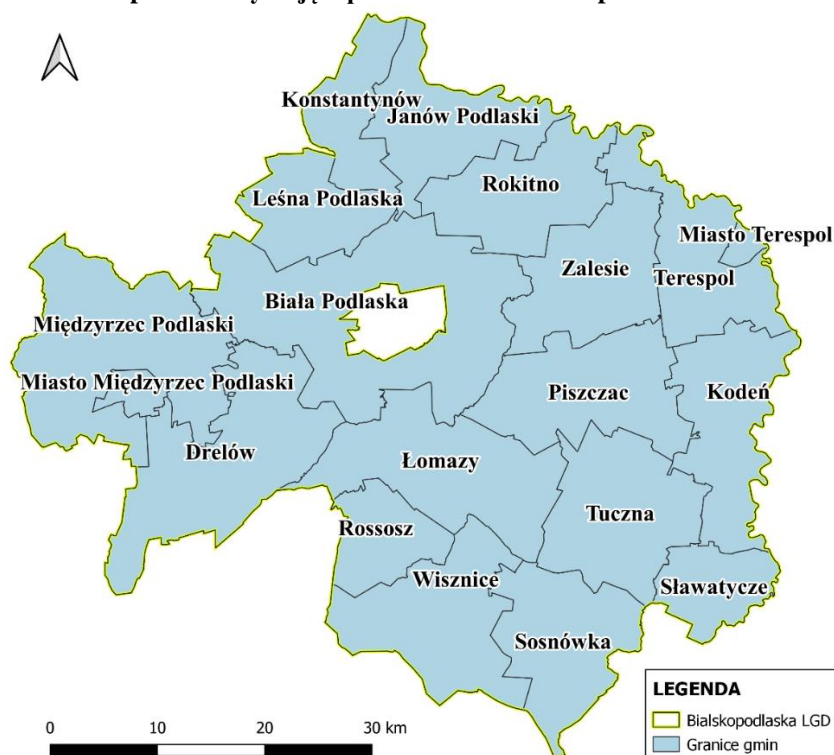 Konstantynów
Janów Podlaski
Rokitno
Leśna Podlaska
Miasto Terespol
Zalesie
Terespol
Biała Podlaska
Międzyrzec Podlaski
Miasto Międzyrzec Podlaski
Piszczac
Kodeń
Drelów
Łomazy
Tuczna
Rossosz
Wisznice
Sławatycze
Sosnówka
LEGENDA
Bialskopodlaska LGD
Granice gmin
0 10 20 30 km